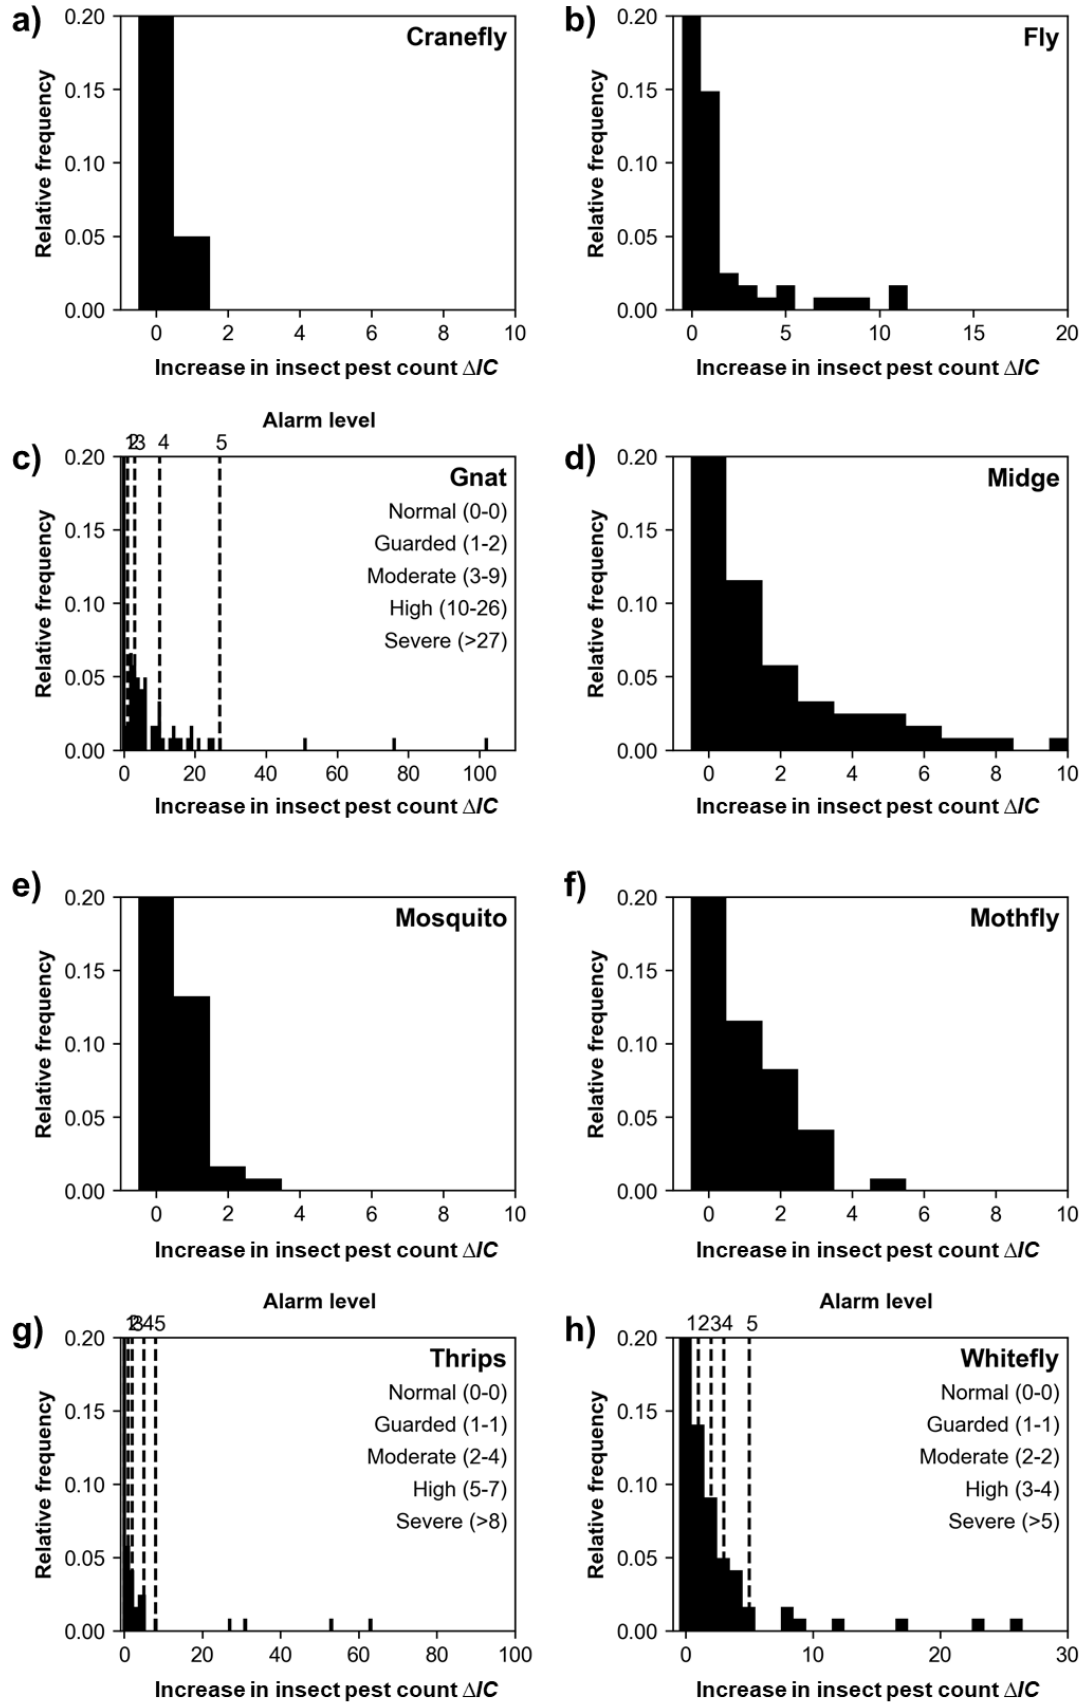 a)
Cranefly
Relative frequency
0.20
0.15
0.10
0.05
0.00
0 2 4 6 8 10
Increase in insect pest count ΔIC
b)
Fly
Relative frequency
0.20
0.15
0.10
0.05
0.00
0 5 10 15 20
Increase in insect pest count ΔIC
c)
Alarm level
1 2 3 4 5
Gnat
Normal (0-0)
Guarded (1-2)
Moderate (3-9)
High (10-26)
Severe (>27)
Relative frequency
0.20
0.15
0.10
0.05
0.00
0 20 40 60 80 100
Increase in insect pest count ΔIC
d)
Midge
Relative frequency
0.20
0.15
0.10
0.05
0.00
0 2 4 6 8 10
Increase in insect pest count ΔIC
e)
Mosquito
Relative frequency
0.20
0.15
0.10
0.05
0.00
0 2 4 6 8 10
Increase in insect pest count ΔIC
f)
Mothfly
Relative frequency
0.20
0.15
0.10
0.05
0.00
0 2 4 6 8 10
Increase in insect pest count ΔIC
g)
Alarm level
1 2 3 4 5
Thrips
Normal (0-0)
Guarded (1-1)
Moderate (2-4)
High (5-7)
Severe (>8)
Relative frequency
0.20
0.15
0.10
0.05
0.00
0 20 40 60 80 100
Increase in insect pest count ΔIC
h)
Alarm level
1 2 3 4 5
Whitefly
Normal (0-0)
Guarded (1-1)
Moderate (2-2)
High (3-4)
Severe (>5)
Relative frequency
0.20
0.15
0.10
0.05
0.00
0 10 20 30
Increase in insect pest count ΔIC